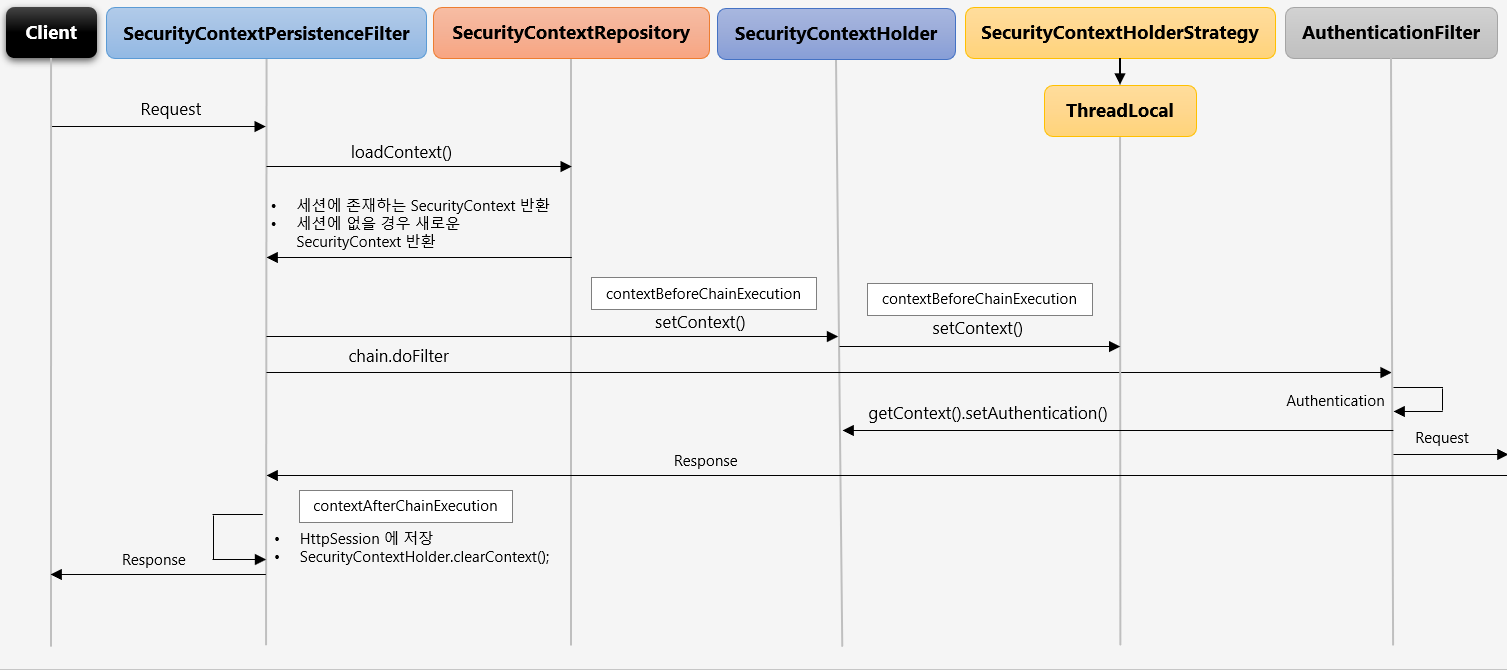 Client
SecurityContextPersistenceFilter
SecurityContextRepository
SecurityContextHolder
SecurityContextHolderStrategy
AuthenticationFilter
ThreadLocal
Request
loadContext()
• 세션에 존재하는 SecurityContext 반환
• 세션에 없을 경우 새로운
SecurityContext 반환
contextBeforeChainExecution
setContext()
contextBeforeChainExecution
setContext()
chain.doFilter
Authentication
getContext().setAuthentication()
Request
Response
contextAfterChainExecution
• HttpSession 에 저장
• SecurityContextHolder.clearContext();
Response